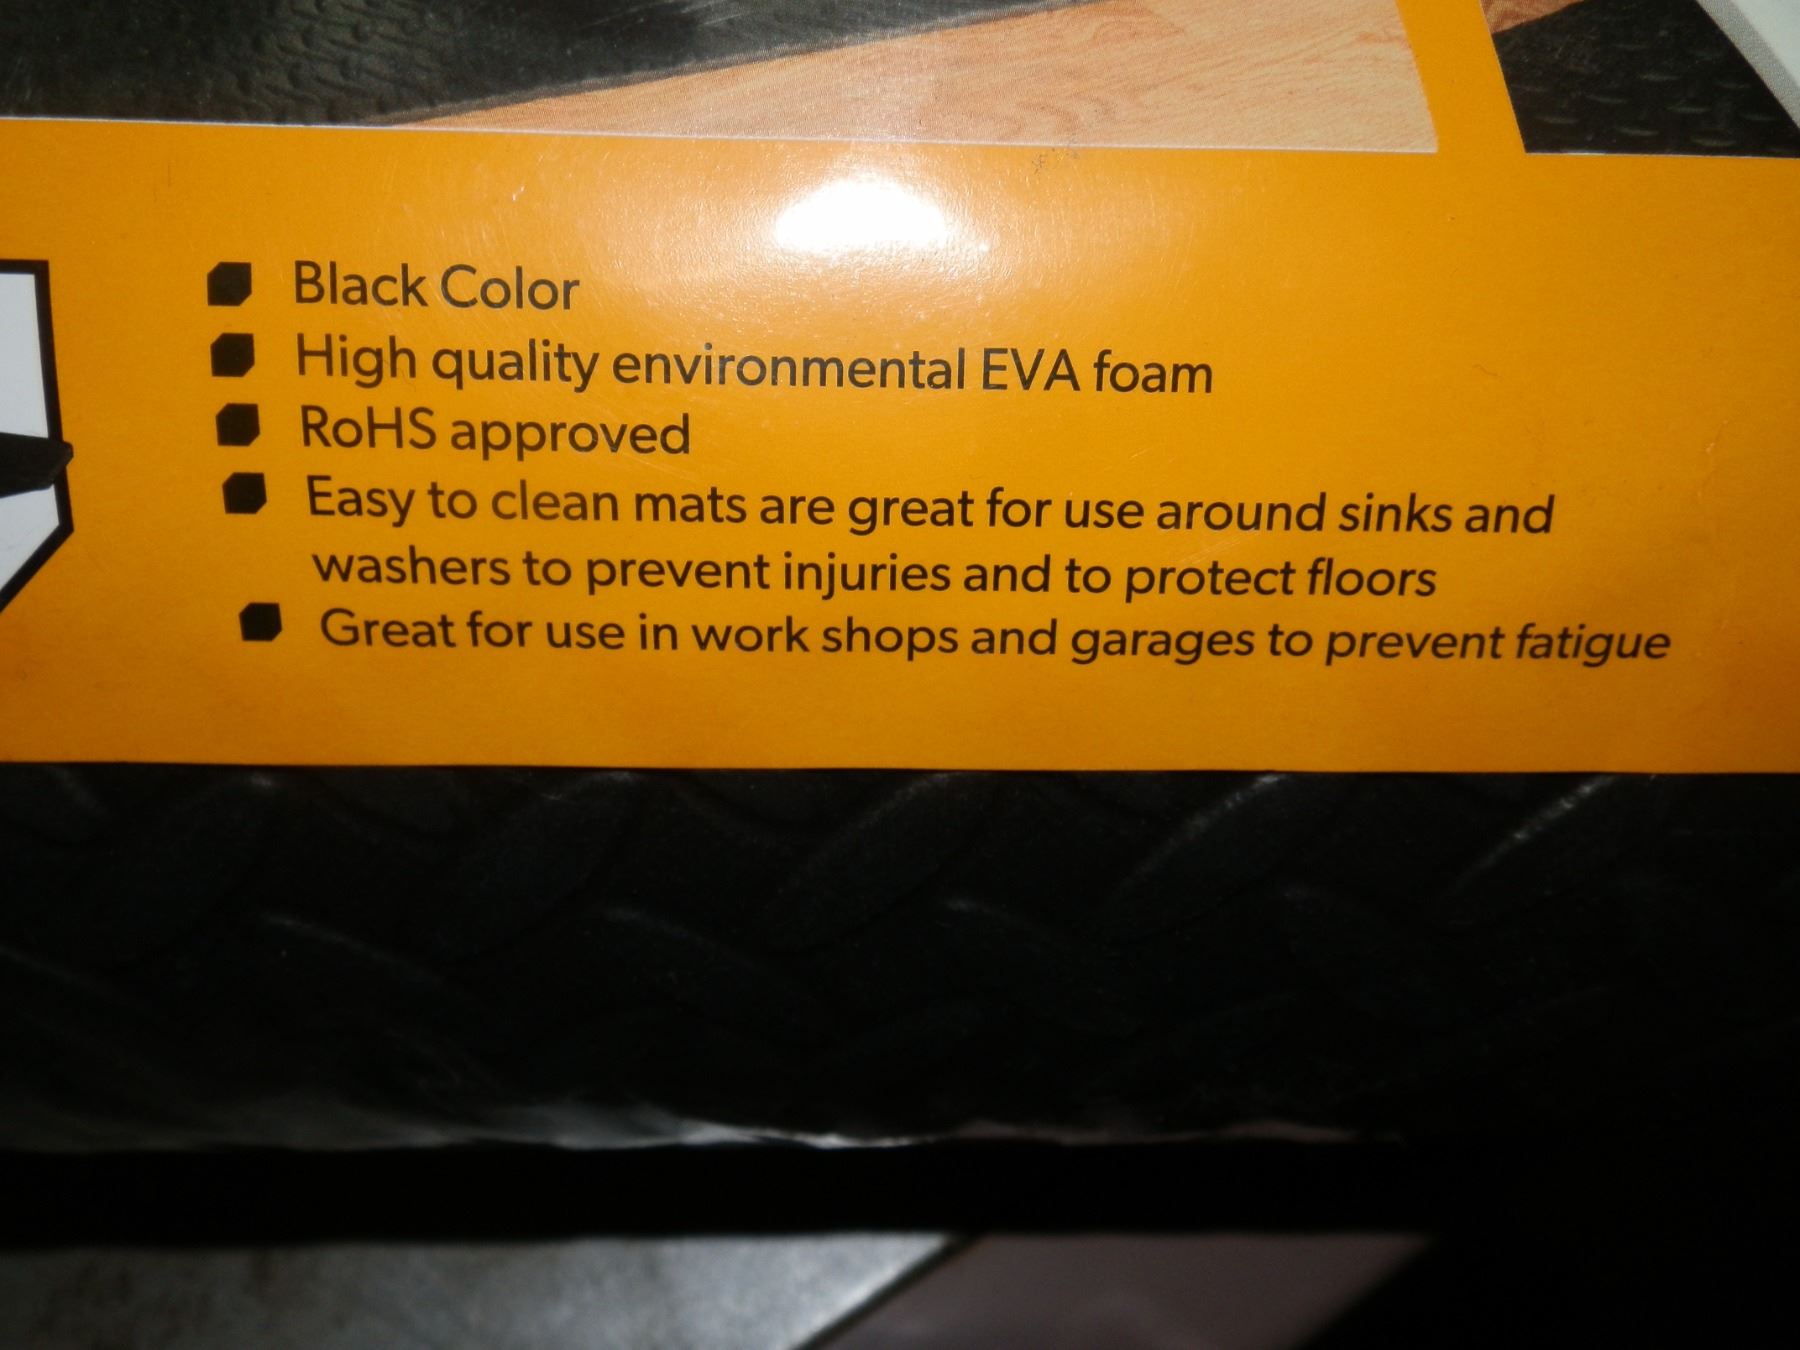 Black Color
High quality environmental EVA foam
RoHS approved
Easy to clean mats are great for use around sinks and
washers to prevent injuries and to protect floors
Great for use in work shops and garages to prevent fatigue